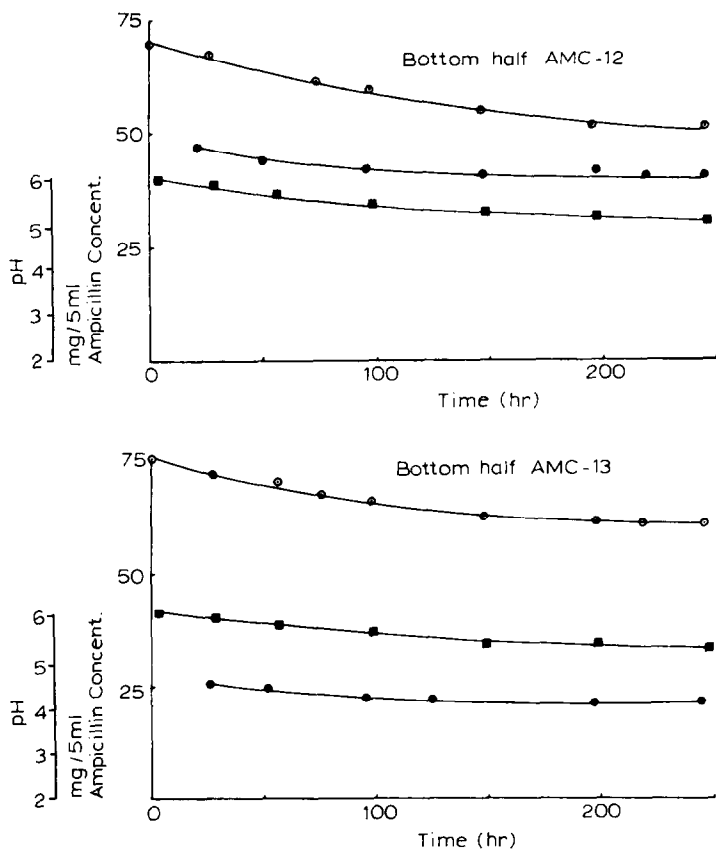 75
Bottom half AMC-12
50
25
6
5
4
3
2
pH
mg/5ml
Ampicillin Concent.
0
100
200
Time (hr)
75
Bottom half AMC-13
50
25
6
5
4
3
2
pH
mg/5ml
Ampicillin Concent.
0
100
200
Time (hr)